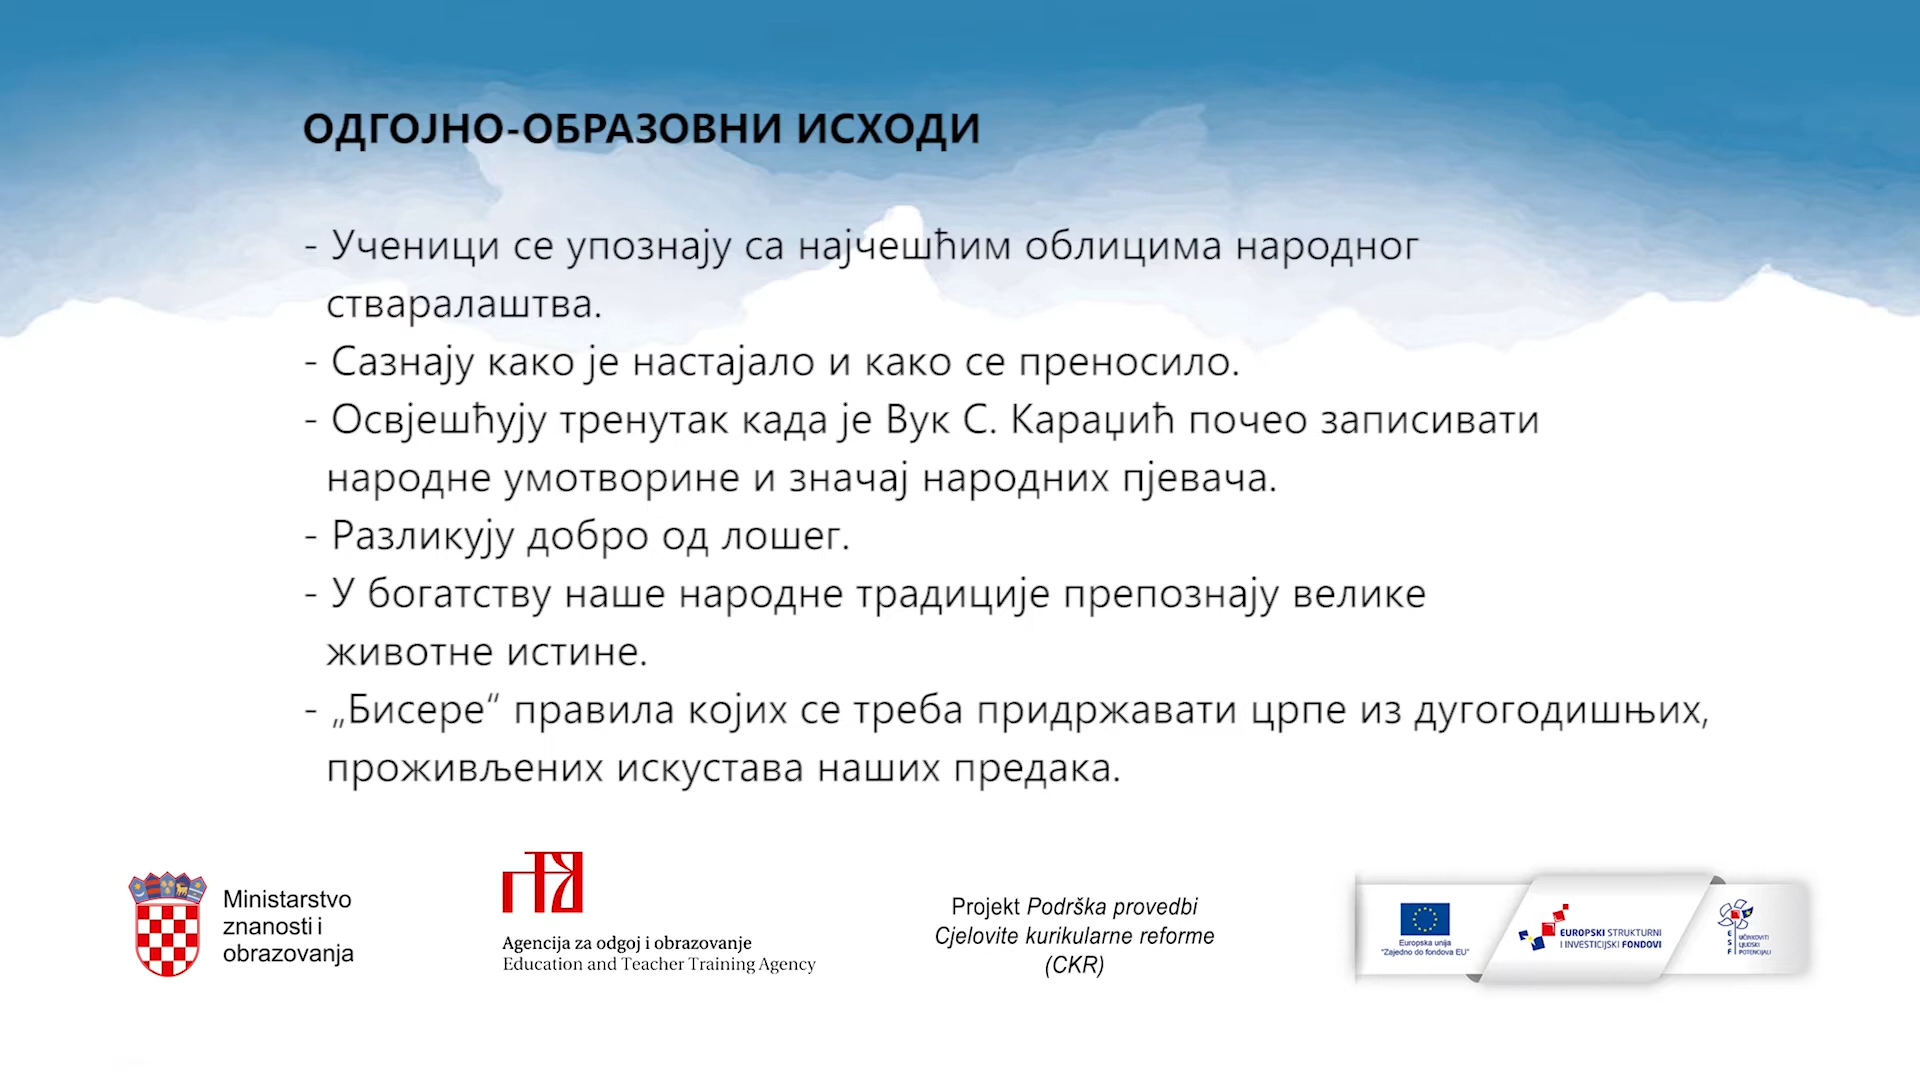 ОДГОЈНО-ОБРАЗОВНИ ИСХОДИ
- Ученици се упознају са најчешћим облицима народног
стваралаштва.
- Сазнају како је настајало и како се преносило.
- Освјешћују тренутак када је Вук С. Караџић почео записивати
народне умотворине и значај народних пјевача.
- Разликују добро од лошег.
- У богатству наше народне традиције препознају велике
животне истине.
- „Бисере“ правила којих се треба придржавати црпе из дугогодишњих,
проживљених искустава наших предака.
Ministarstvo
znanosti i
obrazovanja
Agencija za odgoj i obrazovanje
Education and Teacher Training Agency
Projekt Podrška provedbi
Cjelovite kurikularne reforme
(CKR)
Europska unija
"Zajedno do fondova EU"
EUROPSKI STRUKTURNI
I INVESTICIJSKI FONDOVI
ESF
UČINKOVITI
LJUDSKI
POTENCIJALI